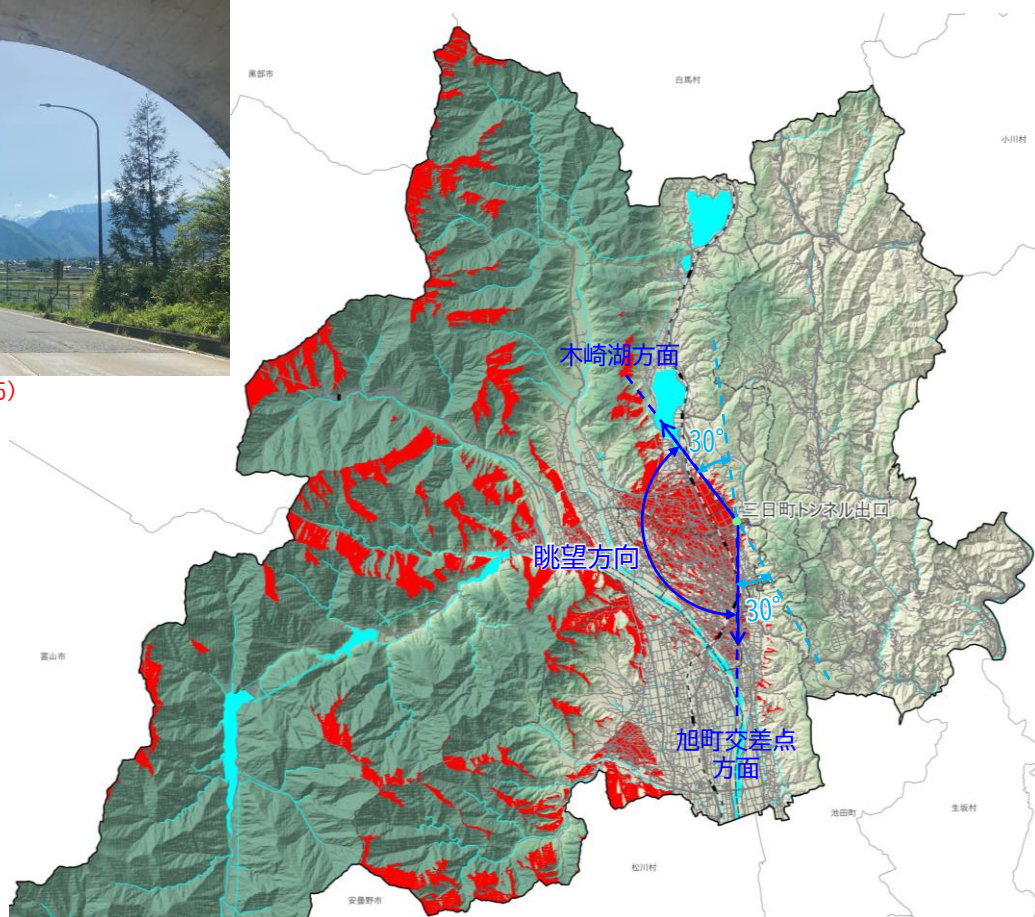 黒部市
白馬村
小川村
5)
木崎湖方面
30°
三日町トンネル出口
眺望方向
30°
富山市
旭町交差点
方面
池田町
生坂村
松川村
安曇野市